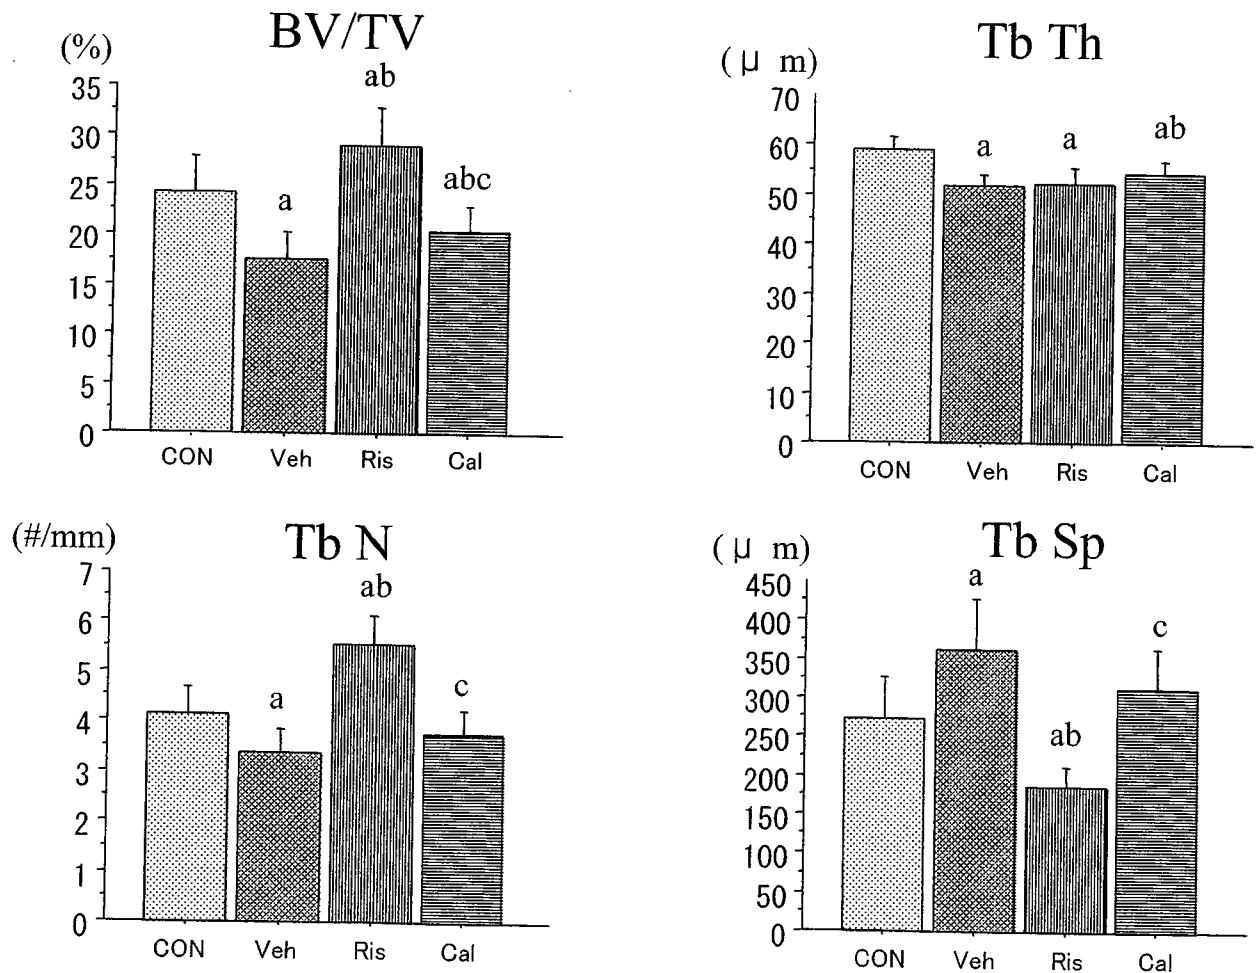 BV/TV
(%)
35
30
25
20
15
10
5
0
ab
abc
a
CON Veh Ris Cal
Tb Th
(μ m)
70
60
50
40
30
20
10
0
a a ab
CON Veh Ris Cal
Tb N
(#/mm)
7
6
5
4
3
2
1
0
ab
a
c
CON Veh Ris Cal
Tb Sp
(μ m)
450
400
350
300
250
200
150
100
50
0
a
c
ab
CON Veh Ris Cal